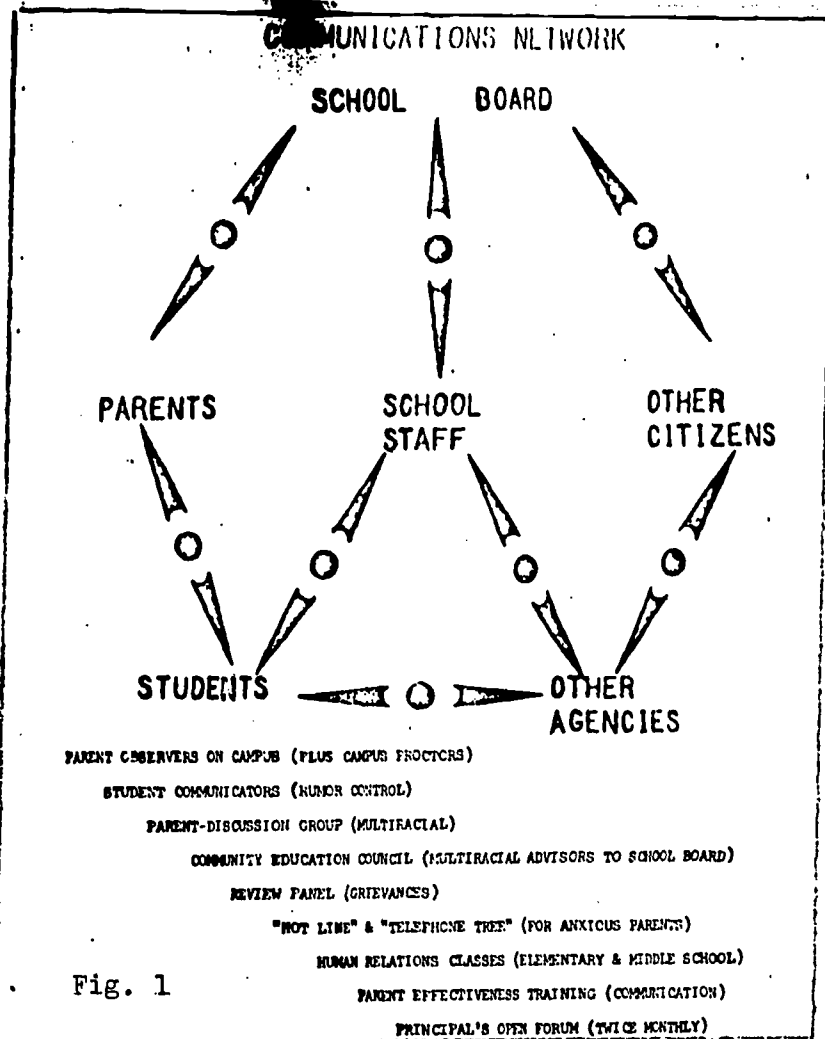 COMMUNICATIONS NETWORK
SCHOOL BOARD
PARENTS
SCHOOL
STAFF
OTHER
CITIZENS
STUDENTS
OTHER
AGENCIES
PARENT OBSERVERS ON CAMPUS (PLUS CAMPUS PROCTORS)
STUDENT COMMUNICATORS (RUMOR CONTROL)
PARENT-DISCUSSION GROUP (MULTIRACIAL)
COMMUNITY EDUCATION COUNCIL (MULTIRACIAL ADVISORS TO SCHOOL BOARD)
REVIEW PANEL (GRIEVANCES)
"HOT LINE" & "TELEPHONE TREE" (FOR ANXIOUS PARENTS)
HUMAN RELATIONS CLASSES (ELEMENTARY & MIDDLE SCHOOL)
PARENT EFFECTIVENESS TRAINING (COMMUNICATION)
PRINCIPAL'S OPEN FORUM (TWICE MONTHLY)
Fig. 1